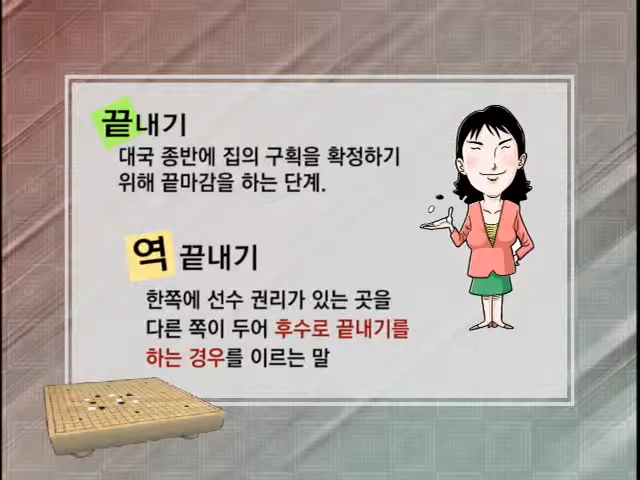 끝내기
대국 종반에 집의 구획을 확정하기
위해 끝마감을 하는 단계.
역 끝내기
한쪽에 선수 권리가 있는 곳을
다른 쪽이 두어 후수로 끝내기를
하는 경우를 이르는 말